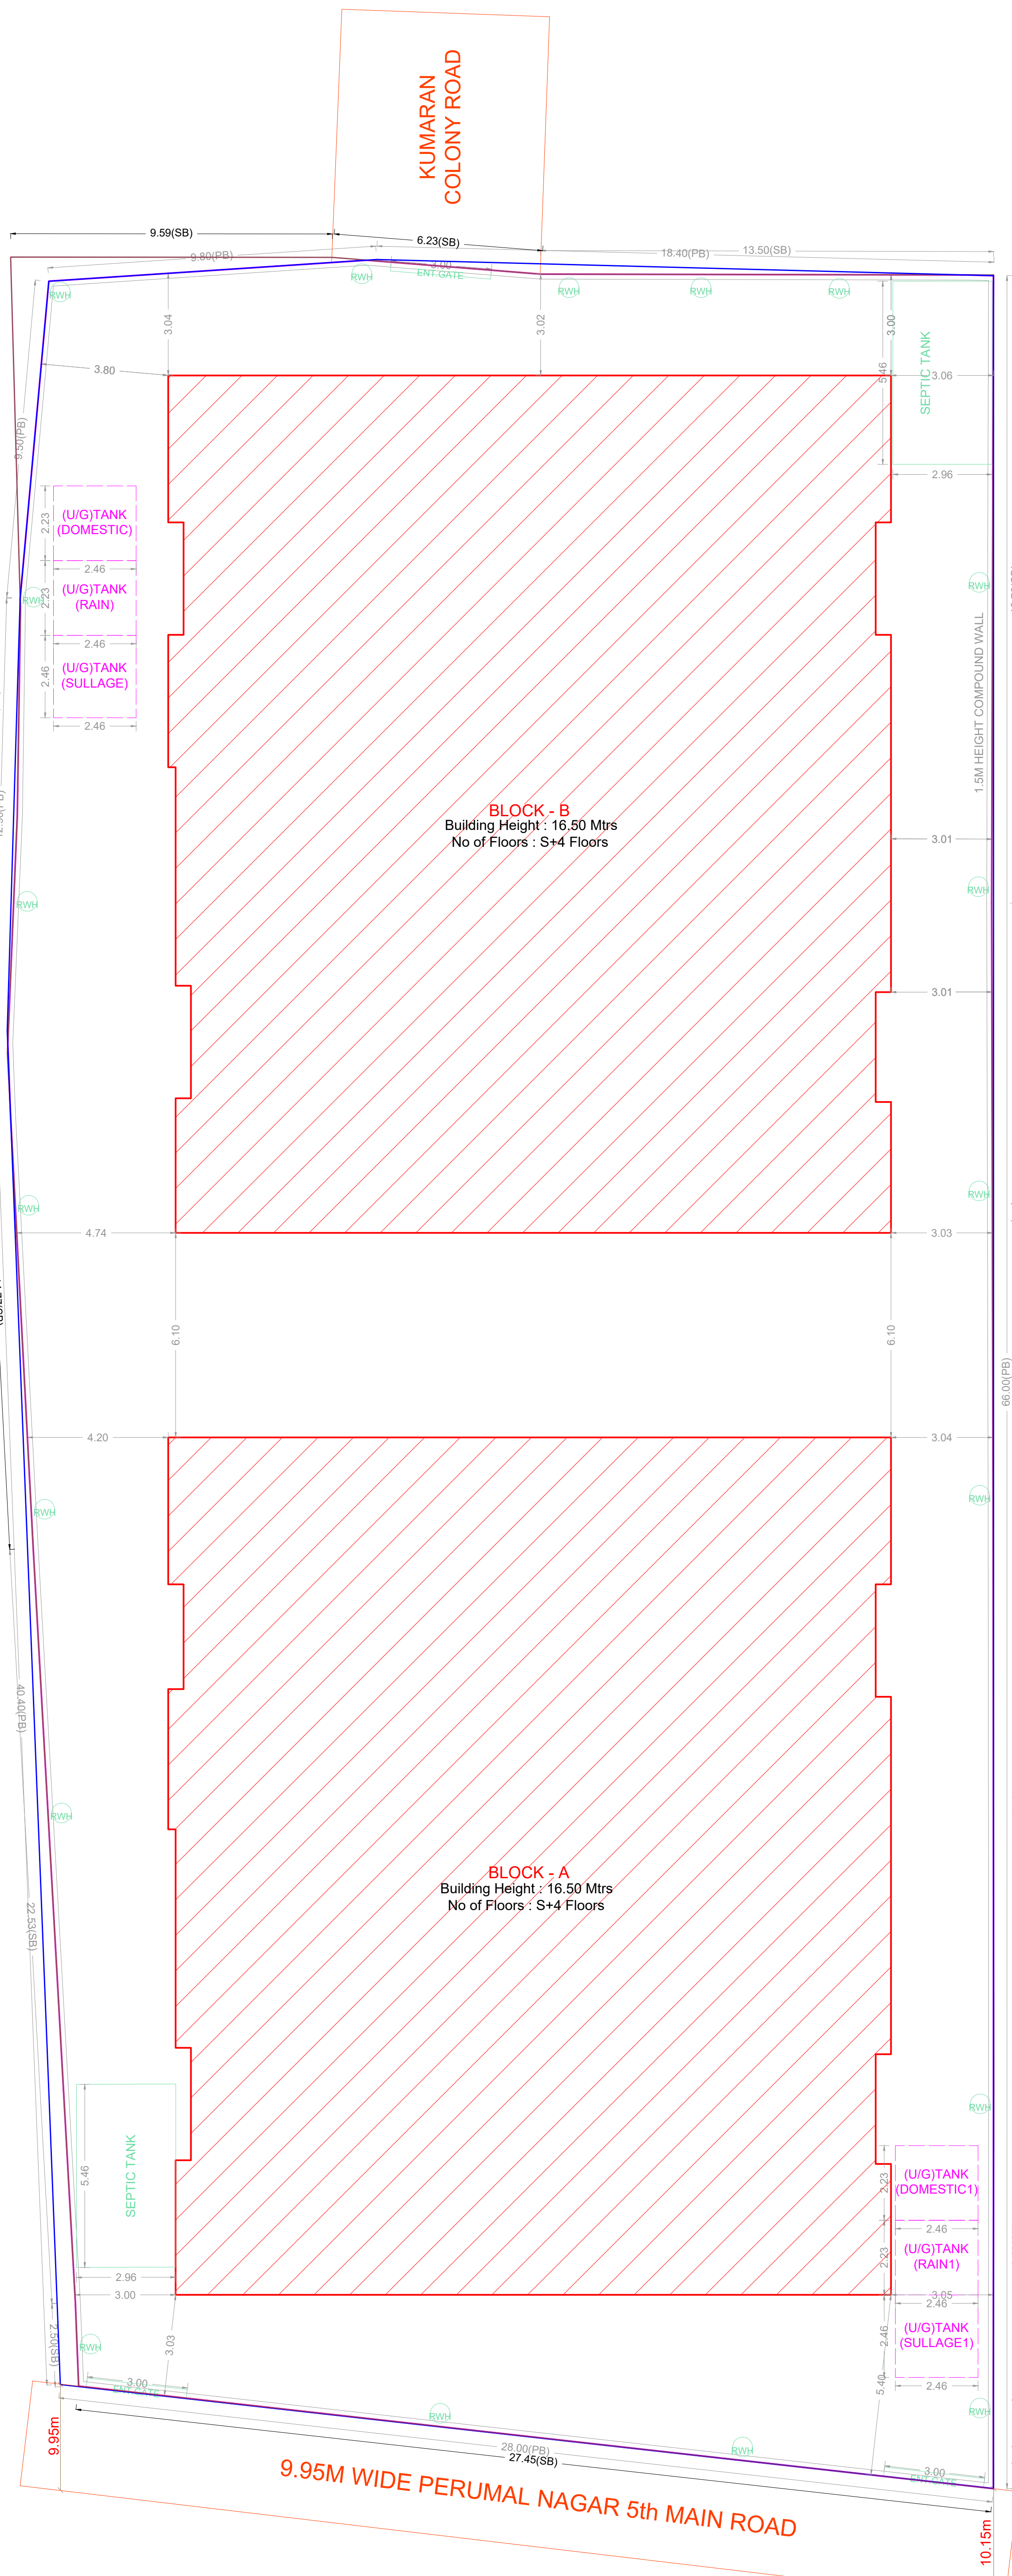 KUMARAN
COLONY ROAD
9.59(SB)
6.23(SB)
13.50(SB)
9.80(PB)
18.40(PB)
3.00
ENT.GATE
RWH
RWH
RWH
RWH
RWH
3.04
3.02
3.00
5.46
SEPTIC TANK
3.80
3.06
9.50(PB)
2.96
2.23
(U/G)TANK
(DOMESTIC)
2.46
2.23
(U/G)TANK
(RAIN)
RWH
RWH
2.46
2.46
(U/G)TANK
(SULLAGE)
2.46
1.5M HEIGHT COMPOUND WALL
BLOCK - B
Building Height : 16.50 Mtrs
No of Floors : S+4 Floors
3.01
RWH
RWH
3.01
RWH
RWH
4.74
3.03
6.10
6.10
66.00(PB)
4.20
3.04
RWH
RWH
40.40(PB)
RWH
BLOCK - A
Building Height : 16.50 Mtrs
No of Floors : S+4 Floors
22.53(SB)
RWH
5.46
SEPTIC TANK
2.23
(U/G)TANK
(DOMESTIC1)
2.46
2.23
(U/G)TANK
(RAIN1)
2.96
3.00
3.05
2.46
2.46
(U/G)TANK
(SULLAGE1)
2.46
2.50(SB)
RWH
3.03
5.40
3.00
ENT.GATE
RWH
RWH
RWH
3.00
ENT.GATE
9.95m
28.00(PB)
27.45(SB)
9.95M WIDE PERUMAL NAGAR 5th MAIN ROAD
10.15m